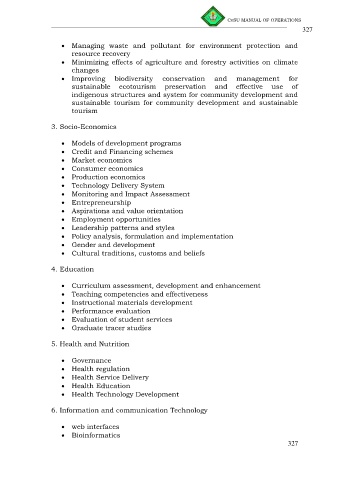 CNSU MANUAL OF OPERATIONS
327
• Managing waste and pollutant for environment protection and
resource recovery
• Minimizing effects of agriculture and forestry activities on climate
changes
• Improving biodiversity conservation and management for
sustainable ecotourism preservation and effective use of
indigenous structures and system for community development and
sustainable tourism for community development and sustainable
tourism
3. Socio-Economics
• Models of development programs
• Credit and Financing schemes
• Market economics
• Consumer economics
• Production economics
• Technology Delivery System
• Monitoring and Impact Assessment
• Entrepreneurship
• Aspirations and value orientation
• Employment opportunities
• Leadership patterns and styles
• Policy analysis, formulation and implementation
• Gender and development
• Cultural traditions, customs and beliefs
4. Education
• Curriculum assessment, development and enhancement
• Teaching competencies and effectiveness
• Instructional materials development
• Performance evaluation
• Evaluation of student services
• Graduate tracer studies
5. Health and Nutrition
• Governance
• Health regulation
• Health Service Delivery
• Health Education
• Health Technology Development
6. Information and communication Technology
• web interfaces
• Bioinformatics
327